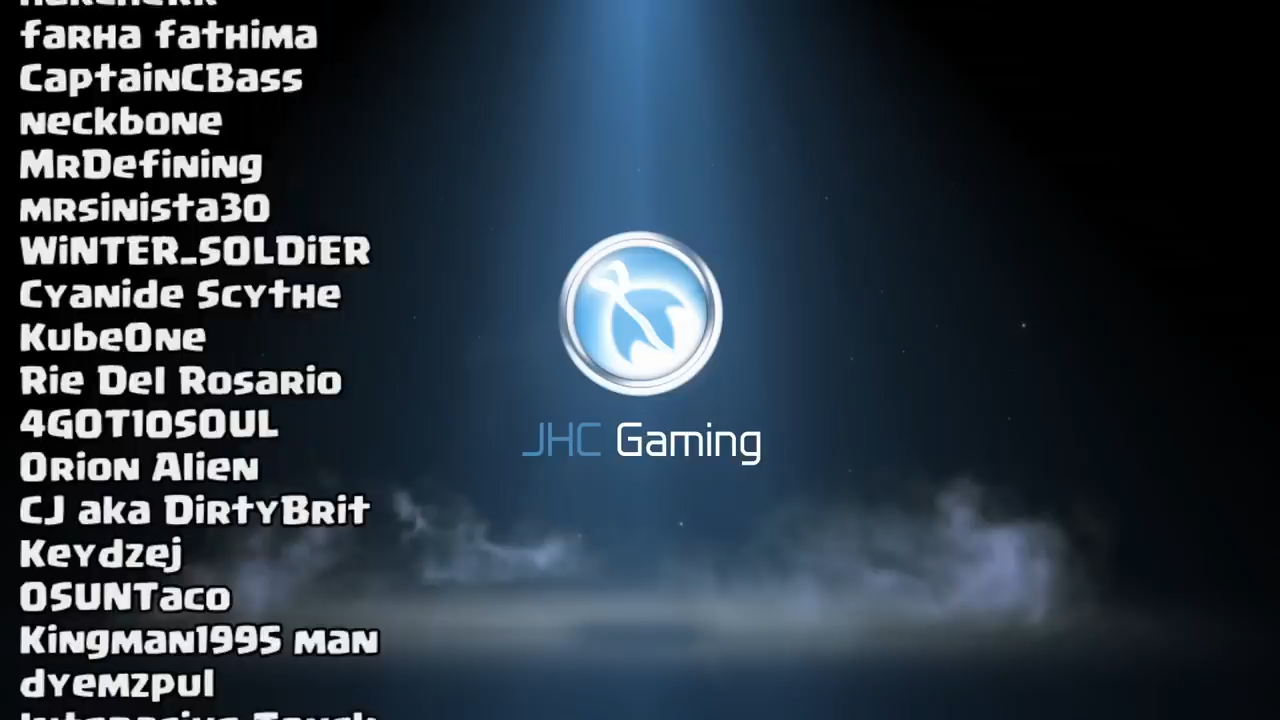 farha fathima
CaptainCBass
neckbone
MrDefining
mrsinista30
WiNTER_SOLDiER
Cyanide Scythe
KubeOne
Rie Del Rosario
4GOT10SOUL
Orion Alien
CJ aka DirtyBrit
Keydzej
OSUNTaco
Kingman1995 man
dyemzpul
JHC Gaming